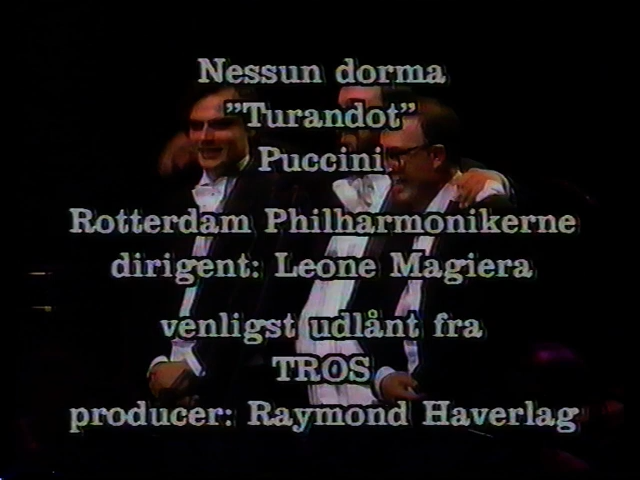 Nessun dorma
"Turandot"
Puccini
Rotterdam Philharmonikerne
dirigent: Leone Magiera
venligst udlånt fra
TROS
producer: Raymond Haverlag